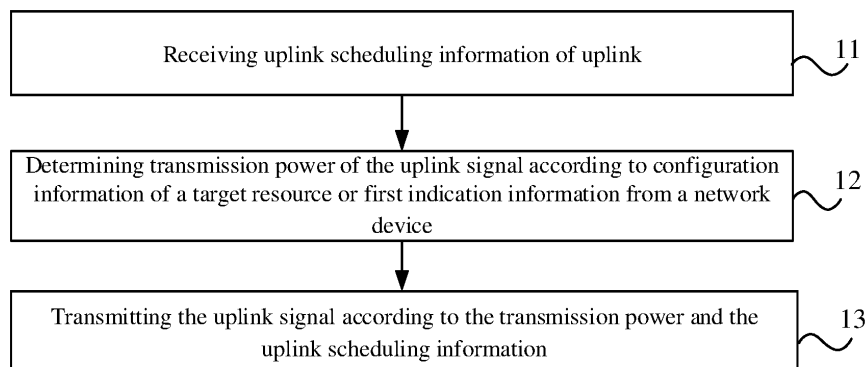 Receiving uplink scheduling information of uplink
11
Determining transmission power of the uplink signal according to configuration
information of a target resource or first indication information from a network
device
12
Transmitting the uplink signal according to the transmission power and the
uplink scheduling information
13